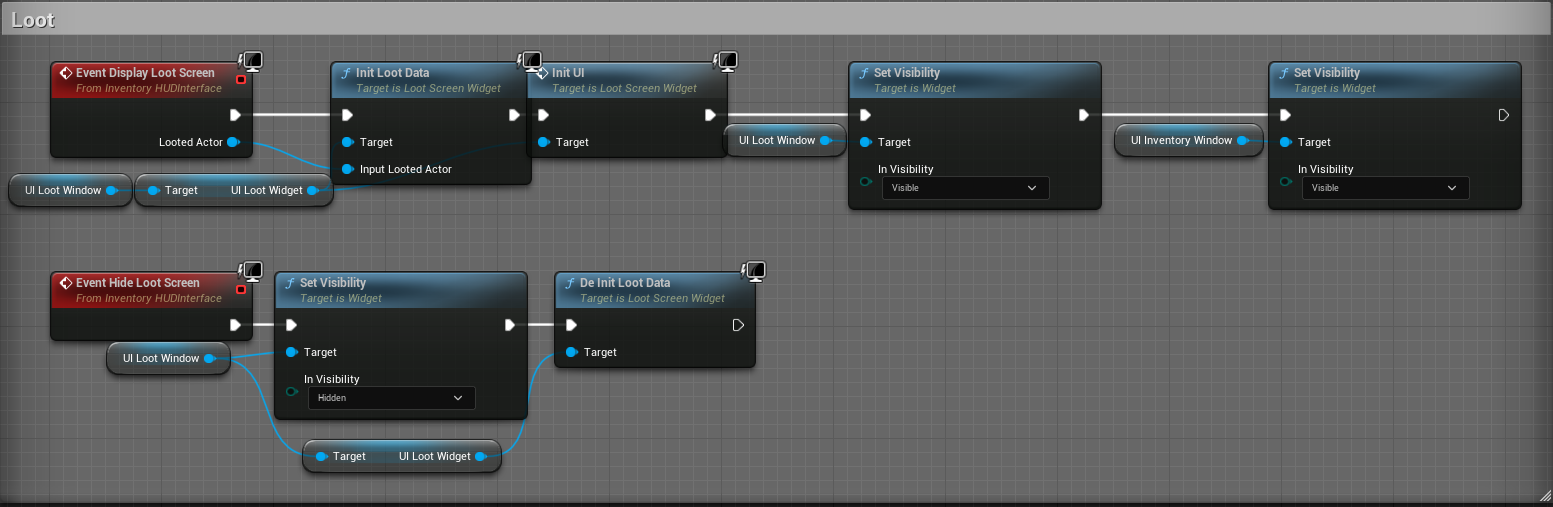 Loot
Event Display Loot Screen
From Inventory HUDInterface
Looted Actor
UI Loot Window
Target
UI Loot Widget
Init Loot Data
Target is Loot Screen Widget
Target
Input Looted Actor
Init UI
Target is Loot Screen Widget
Target
UI Loot Window
Set Visibility
Target is Widget
Target
In Visibility
Visible
UI Inventory Window
Set Visibility
Target is Widget
Target
In Visibility
Visible
Event Hide Loot Screen
From Inventory HUDInterface
UI Loot Window
Set Visibility
Target is Widget
Target
In Visibility
Hidden
Target
UI Loot Widget
De Init Loot Data
Target is Loot Screen Widget
Target